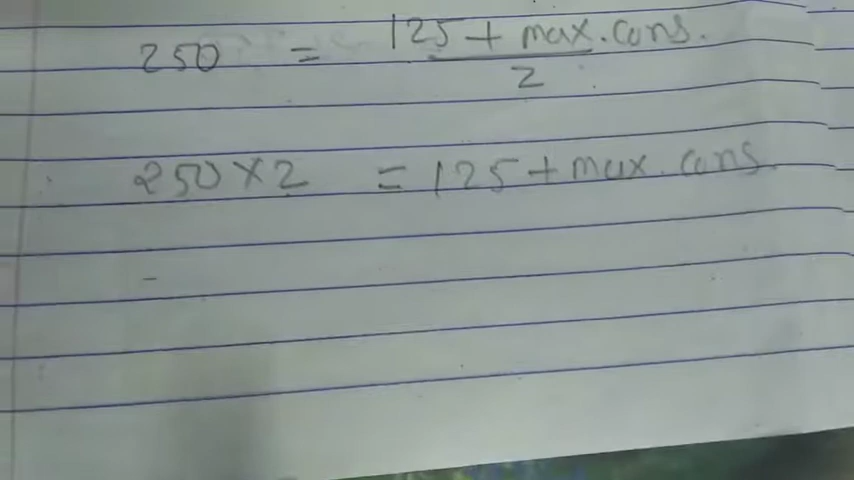 250 = 125 + max. cons.
2
250 × 2 = 125 + max. cons.
-